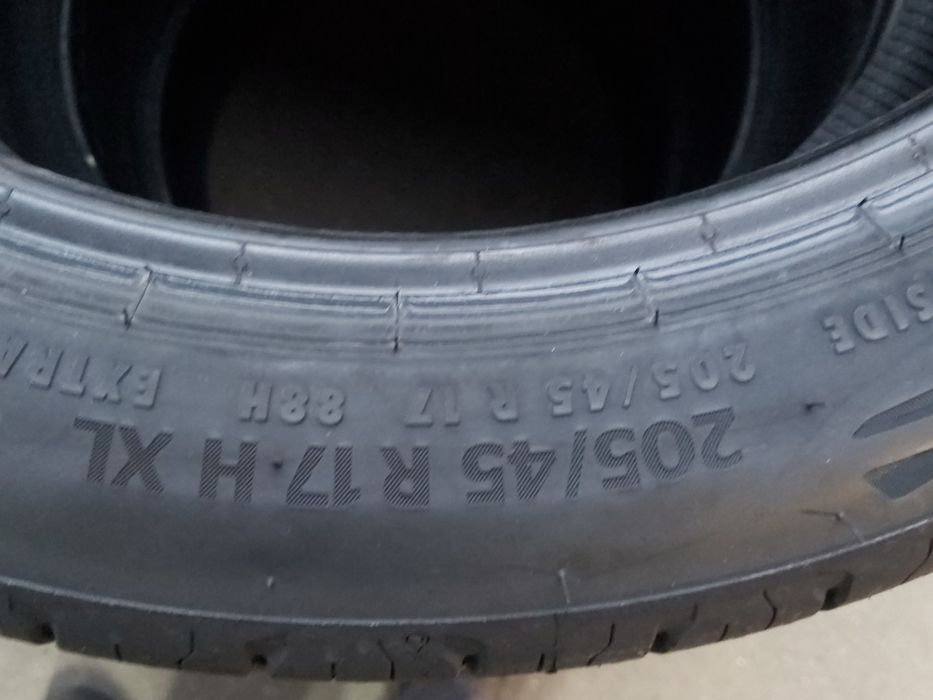 205/45 R 17 H XL
SIDE 205/45 R 17 88H EXTRA